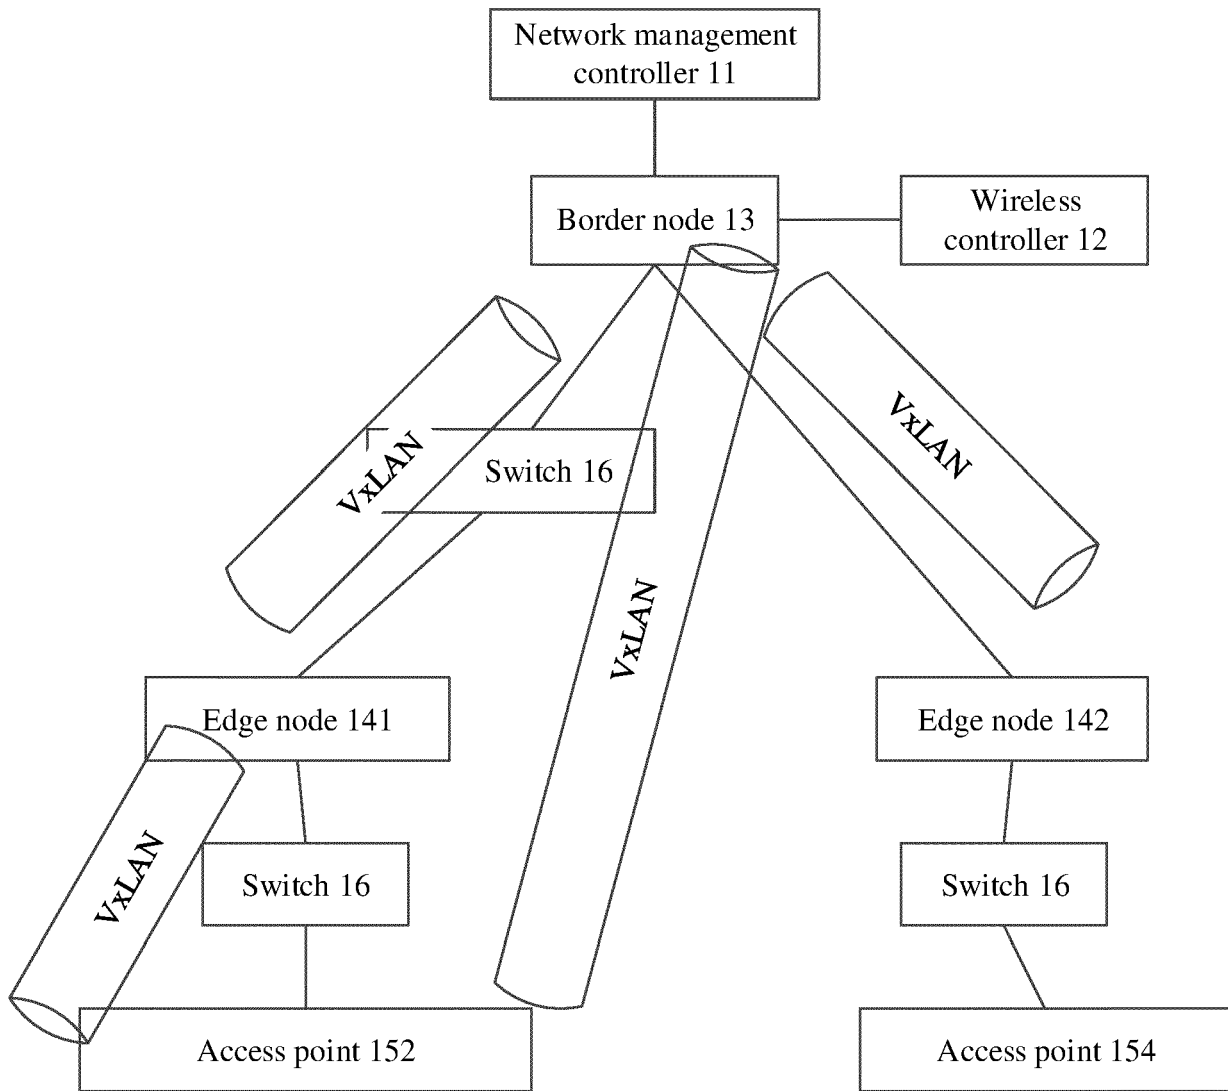 Network management
controller 11
Border node 13
Wireless
controller 12
VxLAN
Switch 16
VxLAN
VxLAN
Edge node 141
Edge node 142
VxLAN
Switch 16
Switch 16
Access point 152
Access point 154